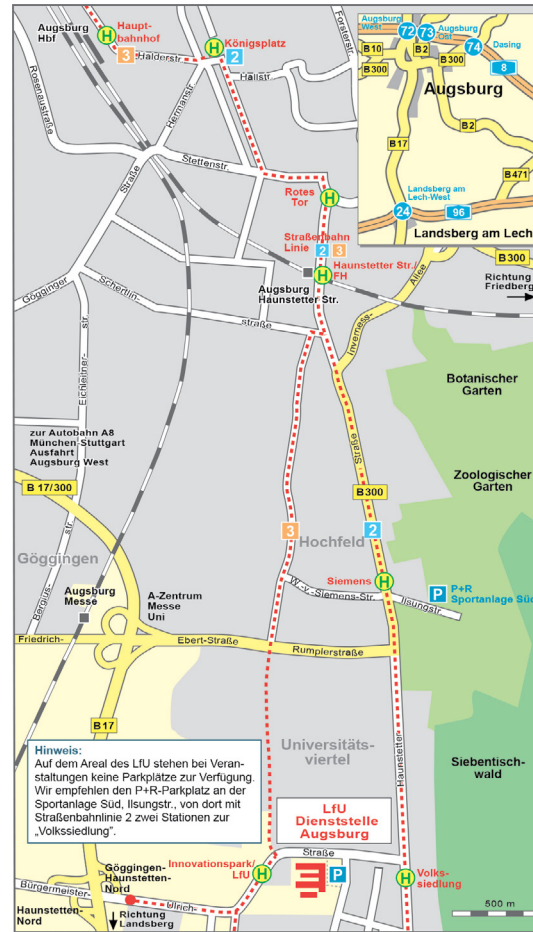 Augsburg
Hbf
H
Haupt-
bahnhof
3
Halderstr.
H
Königsplatz
2
Forsterstr.
Hallstr.
Rosenaustraße
Hermanstr.
Stettenstr.
Straße
Gögginger
Rotes
Tor
H
Straßenbahn
Linie
2
3
H
Haunstetter Str./
FH
Augsburg
Haunstetter Str.
Augsburg
West
72
73
Augsburg
Ost
74
Dasing
B10
B2
B300
B300
8
Augsburg
B17
B2
B471
Landsberg am
Lech-West
24
96
Landsberg am Lech
B300
Richtung
Friedberg
Schertlin-
straße
Eichleitner-
str.
Inverness-
Allee
Botanischer
Garten
zur Autobahn A8
München-Stuttgart
Ausfahrt
Augsburg West
B 17/300
Straße
B300
Zoologischer
Garten
3
2
Göggingen
Hochfeld
str.
Bergius-
Siemens
H
W.-v.-Siemens-Str.
Ilsungstr.
P
P+R
Sportanlage Süd
Augsburg
Messe
A-Zentrum
Messe
Uni
Friedrich-
Ebert-Straße
Rumplerstraße
B17
Haunstetter
Universitäts-
viertel
Siebentisch-
wald
Hinweis:
Auf dem Areal des LfU stehen bei Veran-
staltungen keine Parkplätze zur Verfügung.
Wir empfehlen den P+R-Parkplatz an der
Sportanlage Süd, Ilsungstr., von dort mit
Straßenbahnlinie 2 zwei Stationen zur
„Volkssiedlung".
LfU
Dienststelle
Augsburg
Straße
Innovationspark/
LfU
H
P
H
Volks-
siedlung
Göggingen-
Haunstetten-
Nord
Bürgermeister-
Ulrich-
Haunstetten-
Nord
Richtung
Landsberg
500 m